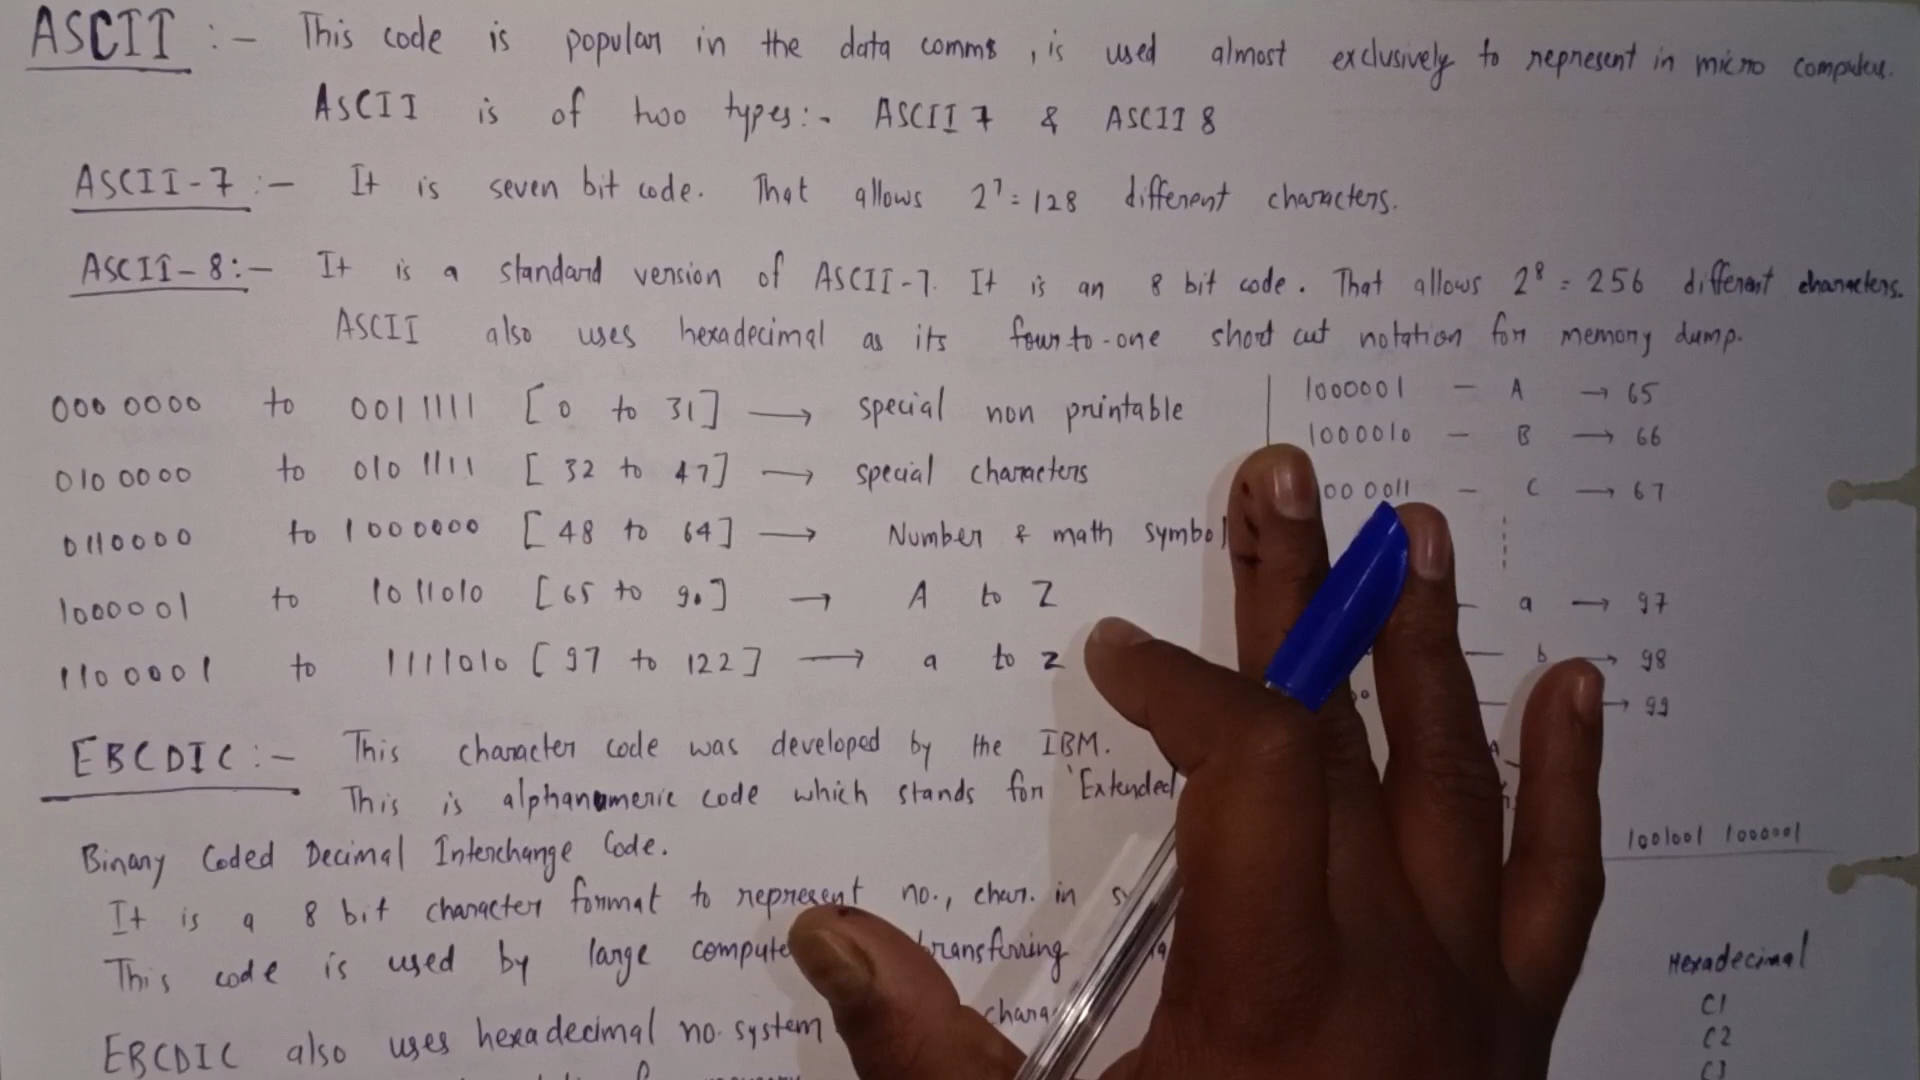 ASCII :- This code is popular in the data comms, is used almost exclusively to represent in micro computers.
ASCII is of two types:- ASCII 7 & ASCII 8
ASCII-7 :- It is seven bit code. That allows 2⁷ = 128 different characters.
ASCII-8 :- It is a standard version of ASCII-7. It is an 8 bit code. That allows 2⁸ = 256 different characters.
ASCII also uses hexadecimal as its four-to-one short cut notation for memory dump.
000 0000 to 001 1111 [0 to 31] → special non printable
010 0000 to 010 1111 [32 to 47] → special characters
0110000 to 1000000 [48 to 64] → Number & math symbol
1000001 to 1011010 [65 to 90] → A to Z
110 0001 to 1111010 [97 to 122] → a to z
1000001 - A → 65
1000010 - B → 66
000011 - C → 67
a → 97
b → 98
→ 99
1001001 1000001
EBCDIC :- This character code was developed by the IBM.
This is alphanumeric code which stands for 'Extended
Binary Coded Decimal Interchange Code.
It is a 8 bit character format to represent no., char. in
This code is used by large transferring
EBCDIC also uses hexadecimal no. system
Hexadecimal
C1
C2
C3